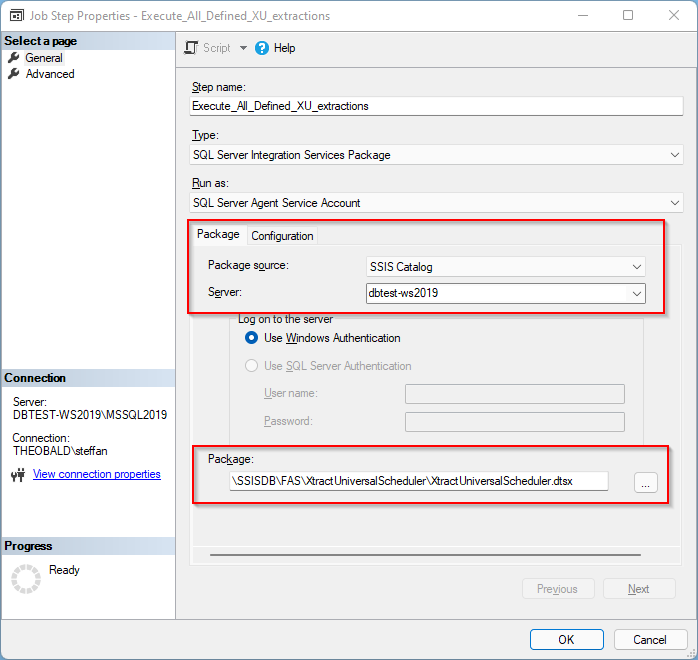 Job Step Properties - Execute_All_Defined_XU_extractions
Select a page
General
Advanced
Script
Help
Step name:
Execute_All_Defined_XU_extractions
Type:
SQL Server Integration Services Package
Run as:
SQL Server Agent Service Account
Package
Configuration
Package source:
SSIS Catalog
Server:
dbtest-ws2019
Log on to the server
Use Windows Authentication
Use SQL Server Authentication
User name:
Password:
Package:
\SSISDB\FAS\XtractUniversalScheduler\XtractUniversalScheduler.dtsx
...
Connection
Server:
DBTEST-WS2019\MSSQL2019
Connection:
THEOBALD\steffan
View connection properties
Progress
Ready
Previous
Next
OK
Cancel